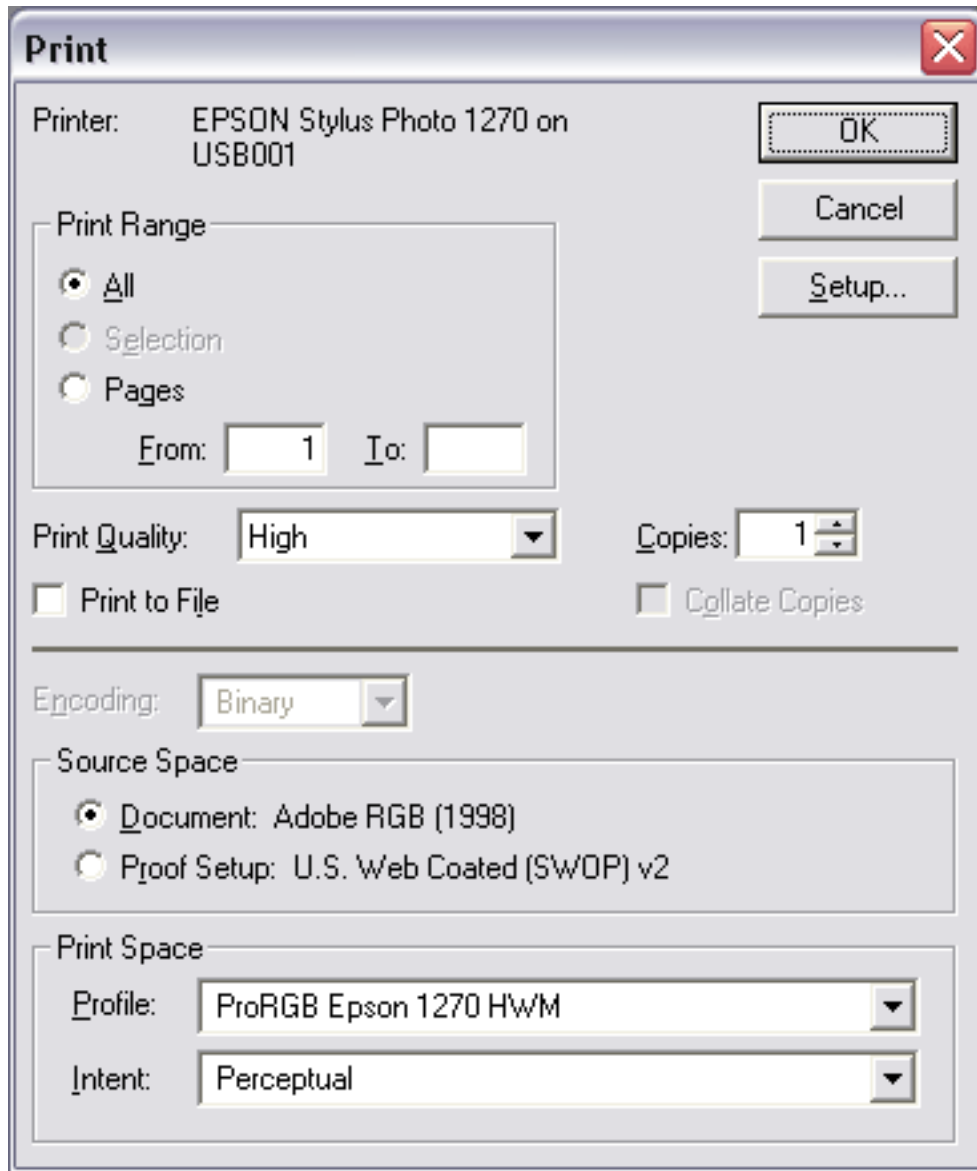 Print
Printer: EPSON Stylus Photo 1270 on
USB001
OK
Cancel
Setup...
Print Range
All
Selection
Pages
From: 1 To:
Print Quality: High Copies: 1
Print to File Collate Copies
Encoding: Binary
Source Space
Document: Adobe RGB (1998)
Proof Setup: U.S. Web Coated (SWOP) v2
Print Space
Profile: ProRGB Epson 1270 HWM
Intent: Perceptual